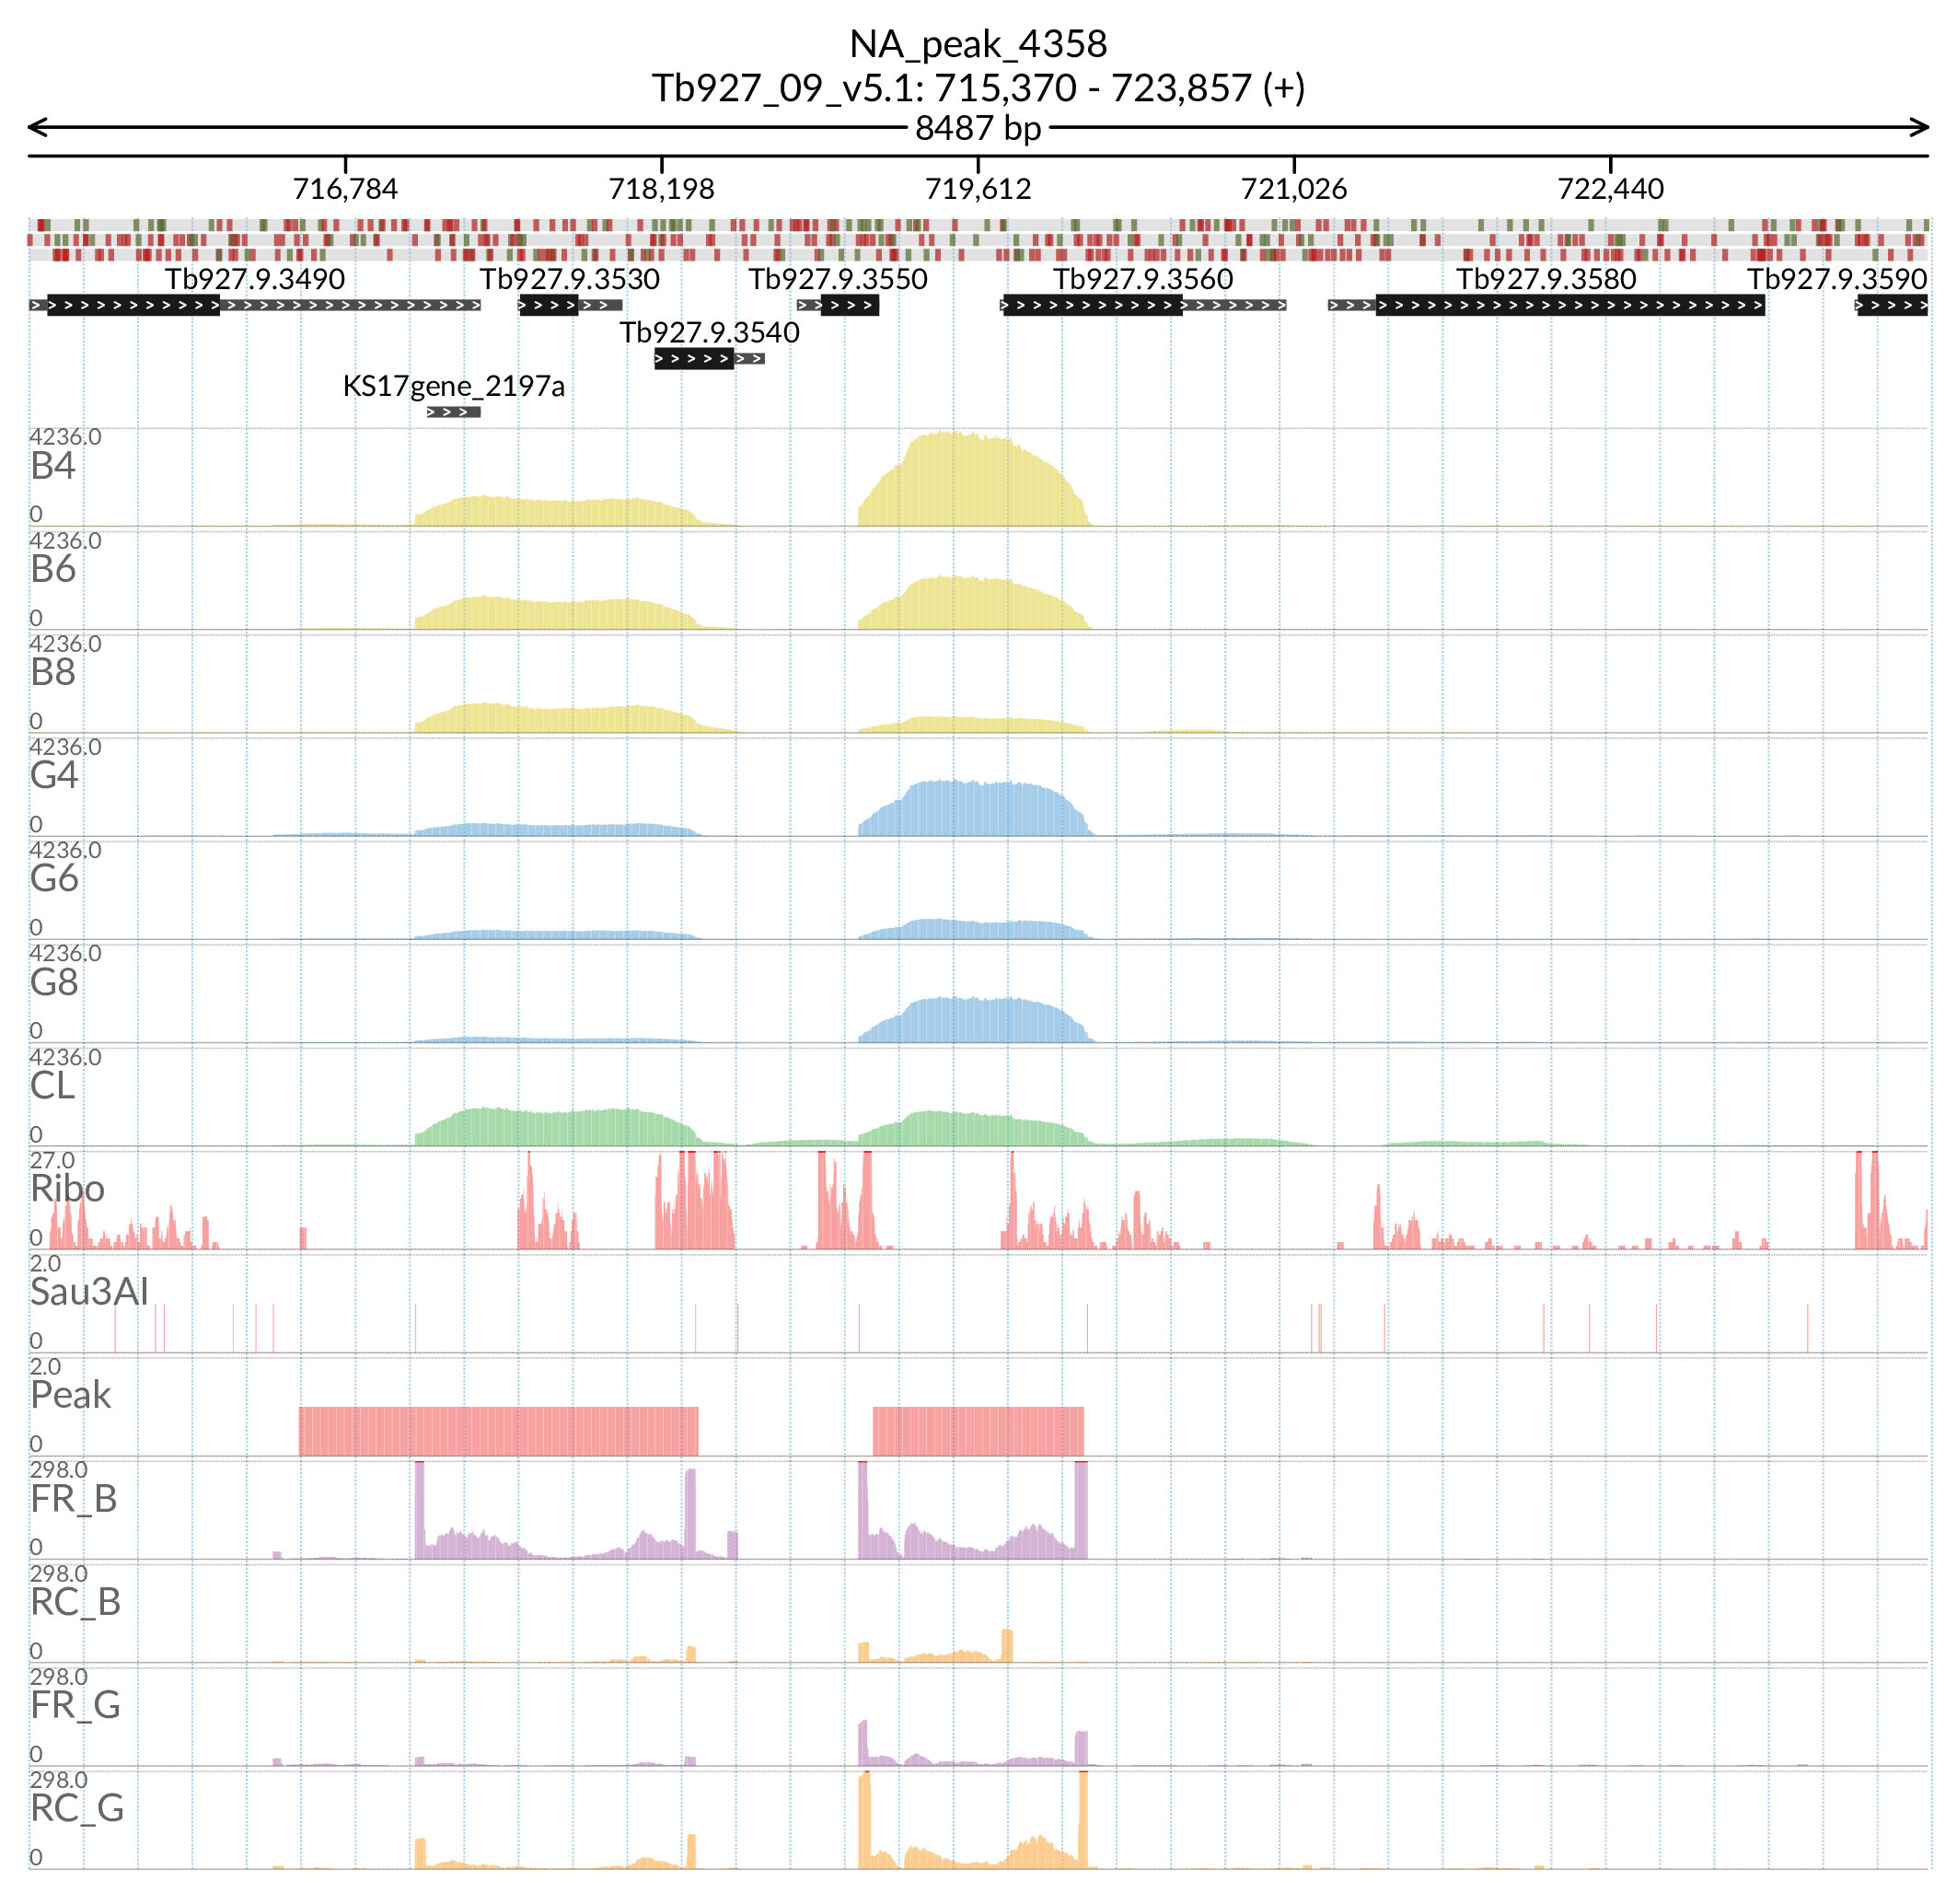 NA_peak_4358
Tb927_09_v5.1: 715,370 - 723,857 (+)
8487 bp
716,784 718,198 719,612 721,026 722,440
Tb927.9.3490 Tb927.9.3530 Tb927.9.3550 Tb927.9.3560 Tb927.9.3580 Tb927.9.3590
Tb927.9.3540
KS17gene_2197a
4236.0
B4
0
4236.0
B6
0
4236.0
B8
0
4236.0
G4
0
4236.0
G6
0
4236.0
G8
0
4236.0
CL
0
27.0
Ribo
0
2.0
Sau3AI
0
2.0
Peak
0
298.0
FR_B
0
298.0
RC_B
0
298.0
FR_G
0
298.0
RC_G
0